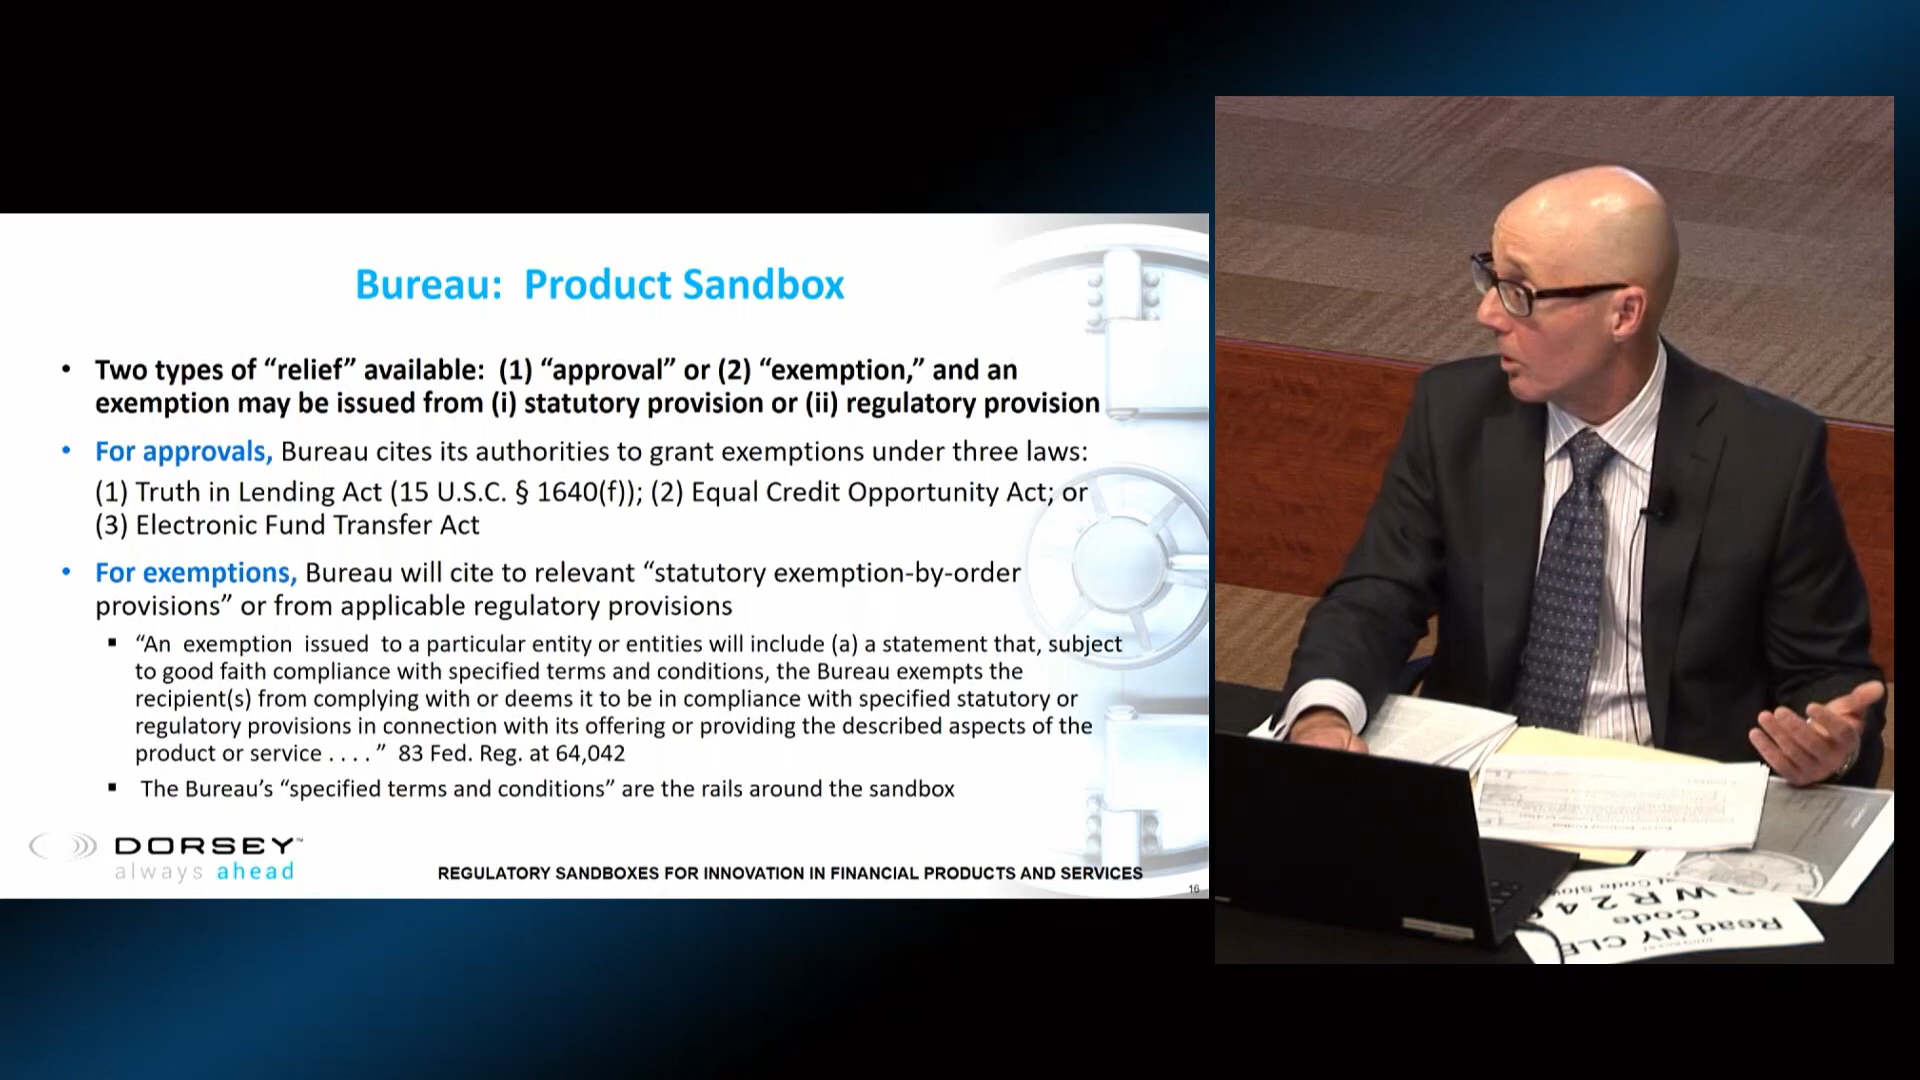 Bureau:  Product Sandbox
• Two types of “relief” available:  (1) “approval” or (2) “exemption,” and an
exemption may be issued from (i) statutory provision or (ii) regulatory provision
• For approvals, Bureau cites its authorities to grant exemptions under three laws:
(1) Truth in Lending Act (15 U.S.C. § 1640(f)); (2) Equal Credit Opportunity Act; or
(3) Electronic Fund Transfer Act
• For exemptions, Bureau will cite to relevant “statutory exemption-by-order
provisions” or from applicable regulatory provisions
▪ “An  exemption  issued  to a particular entity or entities will include (a) a statement that, subject
to good faith compliance with specified terms and conditions, the Bureau exempts the
recipient(s) from complying with or deems it to be in compliance with specified statutory or
regulatory provisions in connection with its offering or providing the described aspects of the
product or service . . . . ”  83 Fed. Reg. at 64,042
▪ The Bureau’s “specified terms and conditions” are the rails around the sandbox
DORSEY™
always ahead
REGULATORY SANDBOXES FOR INNOVATION IN FINANCIAL PRODUCTS AND SERVICES
16
Read NY CLE
Code